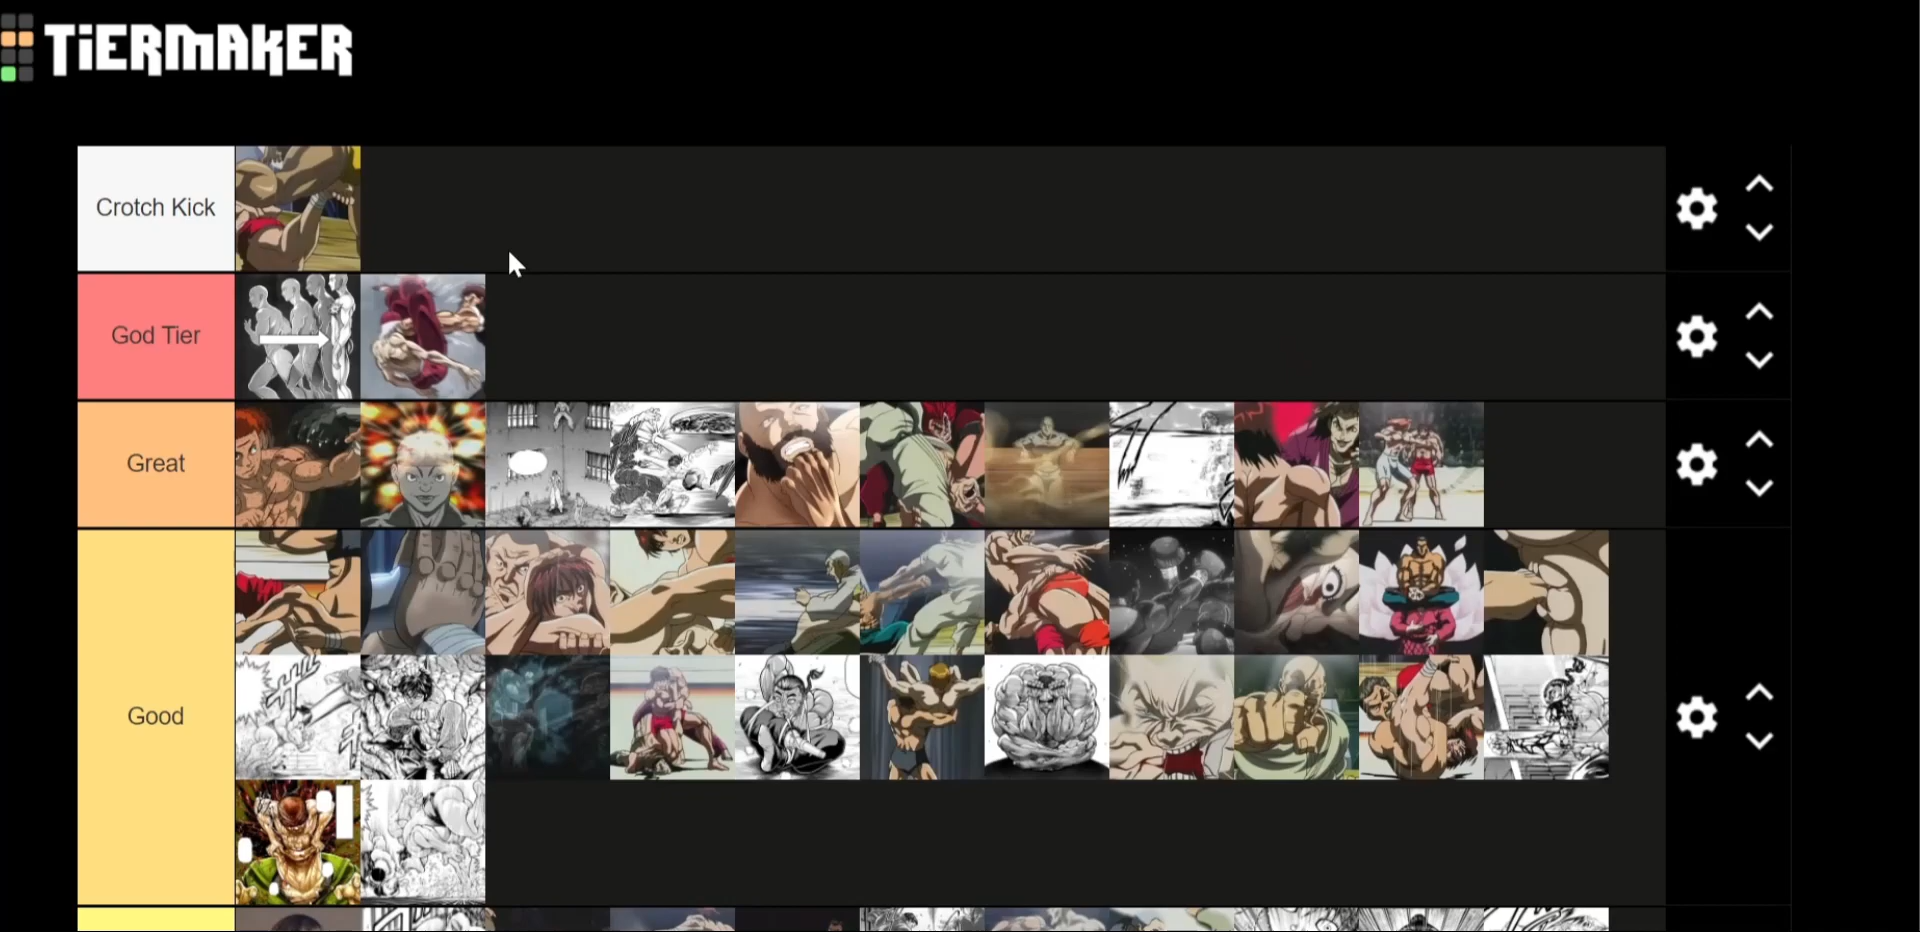 TiERMAKER
Crotch Kick
God Tier
Great
Good